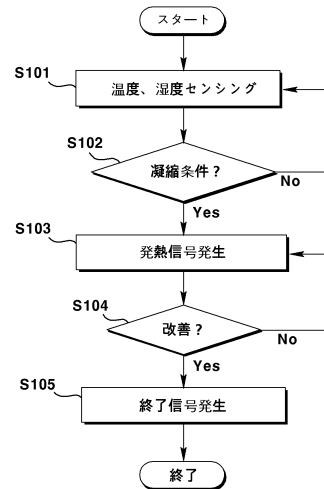 スタート
S101
温度、湿度センシング
S102
凝縮条件？
No
Yes
S103
発熱信号発生
S104
改善？
No
Yes
S105
終了信号発生
終了